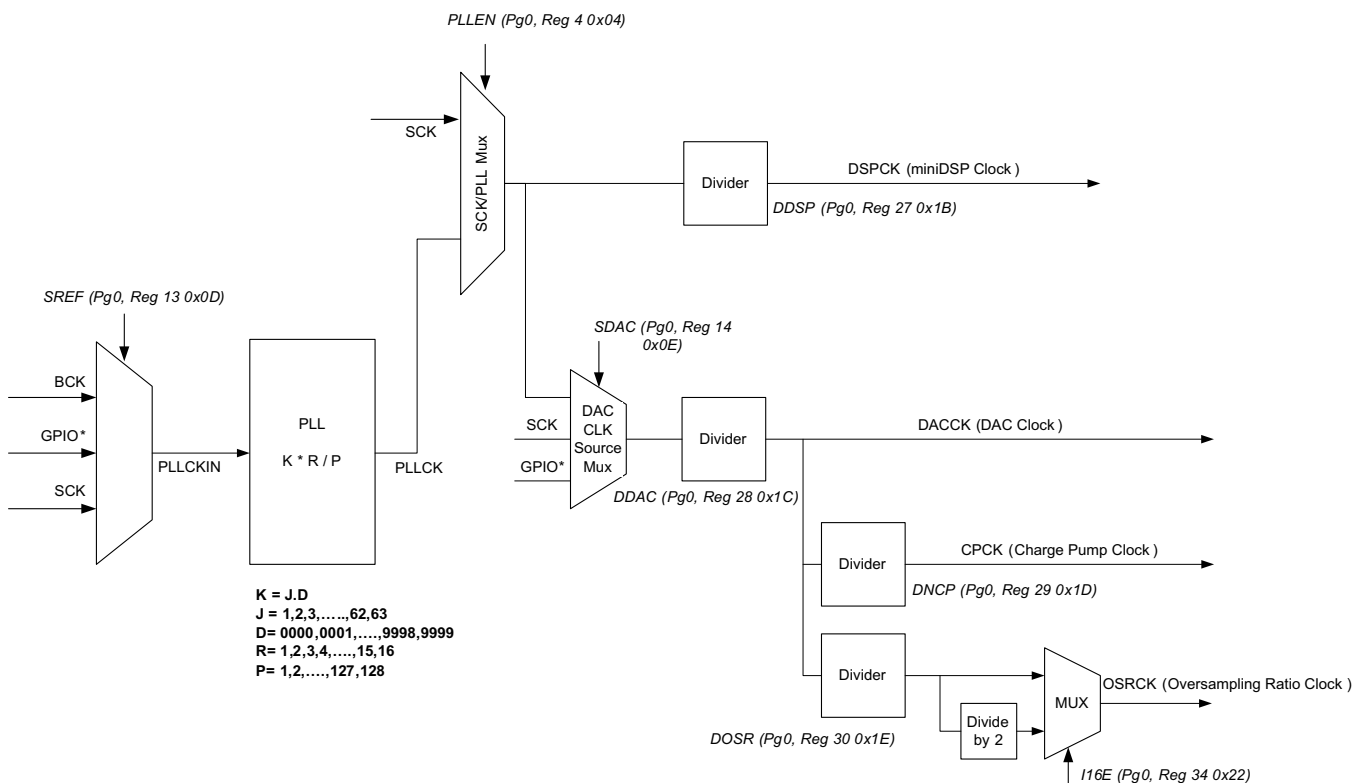 PLLEN (Pg0, Reg 4 0x04)
SCK
SCK/PLL Mux
Divider
DSPCK (miniDSP Clock )
DDSP (Pg0, Reg 27 0x1B)
SREF (Pg0, Reg 13 0x0D)
BCK
GPIO*
SCK
PLLCKIN
PLL
K * R / P
PLLCK
SDAC (Pg0, Reg 14
0x0E)
SCK
GPIO*
DAC
CLK
Source
Mux
Divider
DACCK (DAC Clock )
DDAC (Pg0, Reg 28 0x1C)
Divider
CPCK (Charge Pump Clock )
DNCP (Pg0, Reg 29 0x1D)
K = J.D
J = 1,2,3,…..,62,63
D= 0000,0001,….,9998,9999
R= 1,2,3,4,….,15,16
P= 1,2,….,127,128
Divider
DOSR (Pg0, Reg 30 0x1E)
Divide
by 2
MUX
OSRCK (Oversampling Ratio Clock )
I16E (Pg0, Reg 34 0x22)